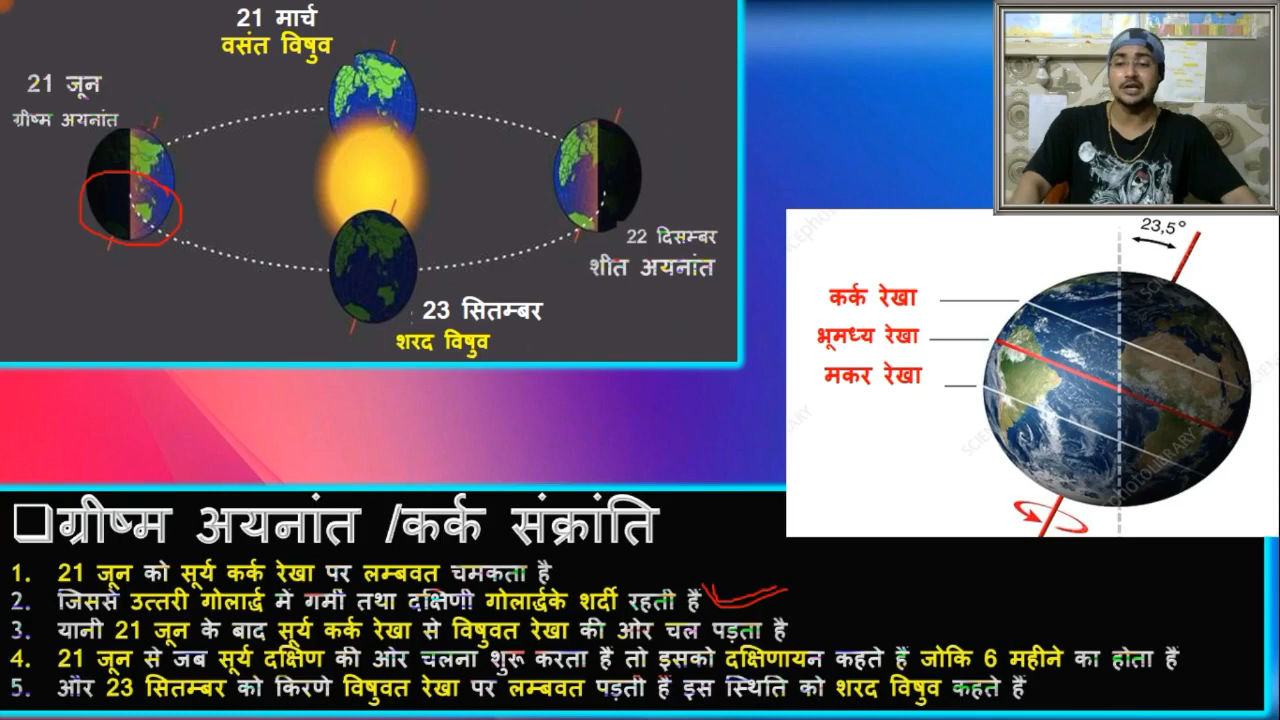 21 मार्च
वसंत विषुव
21 जून
ग्रीष्म अयनांत
22 दिसम्बर
शीत अयनांत
23 सितम्बर
शरद विषुव
23,5°
कर्क रेखा
भूमध्य रेखा
मकर रेखा
❑ग्रीष्म अयनांत /कर्क संक्रांति
1. 21 जून को सूर्य कर्क रेखा पर लम्बवत चमकता है
2. जिससे उत्तरी गोलार्द्ध में गर्मी तथा दक्षिणी गोलार्द्धके शर्दी रहती हैं
3. यानी 21 जून के बाद सूर्य कर्क रेखा से विषुवत रेखा की ओर चल पड़ता है
4. 21 जून से जब सूर्य दक्षिण की ओर चलना शुरू करता हैं तो इसको दक्षिणायन कहते हैं जोकि 6 महीने का होता हैं
5. और 23 सितम्बर को किरणे विषुवत रेखा पर लम्बवत पड़ती हैं इस स्थिति को शरद विषुव कहते हैं